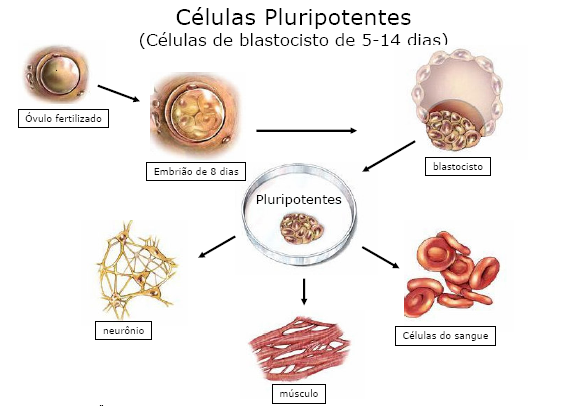 Células Pluripotentes
(Células de blastocisto de 5-14 dias)
Óvulo fertilizado
Embrião de 8 dias
blastocisto
Pluripotentes
neurônio
Células do sangue
músculo